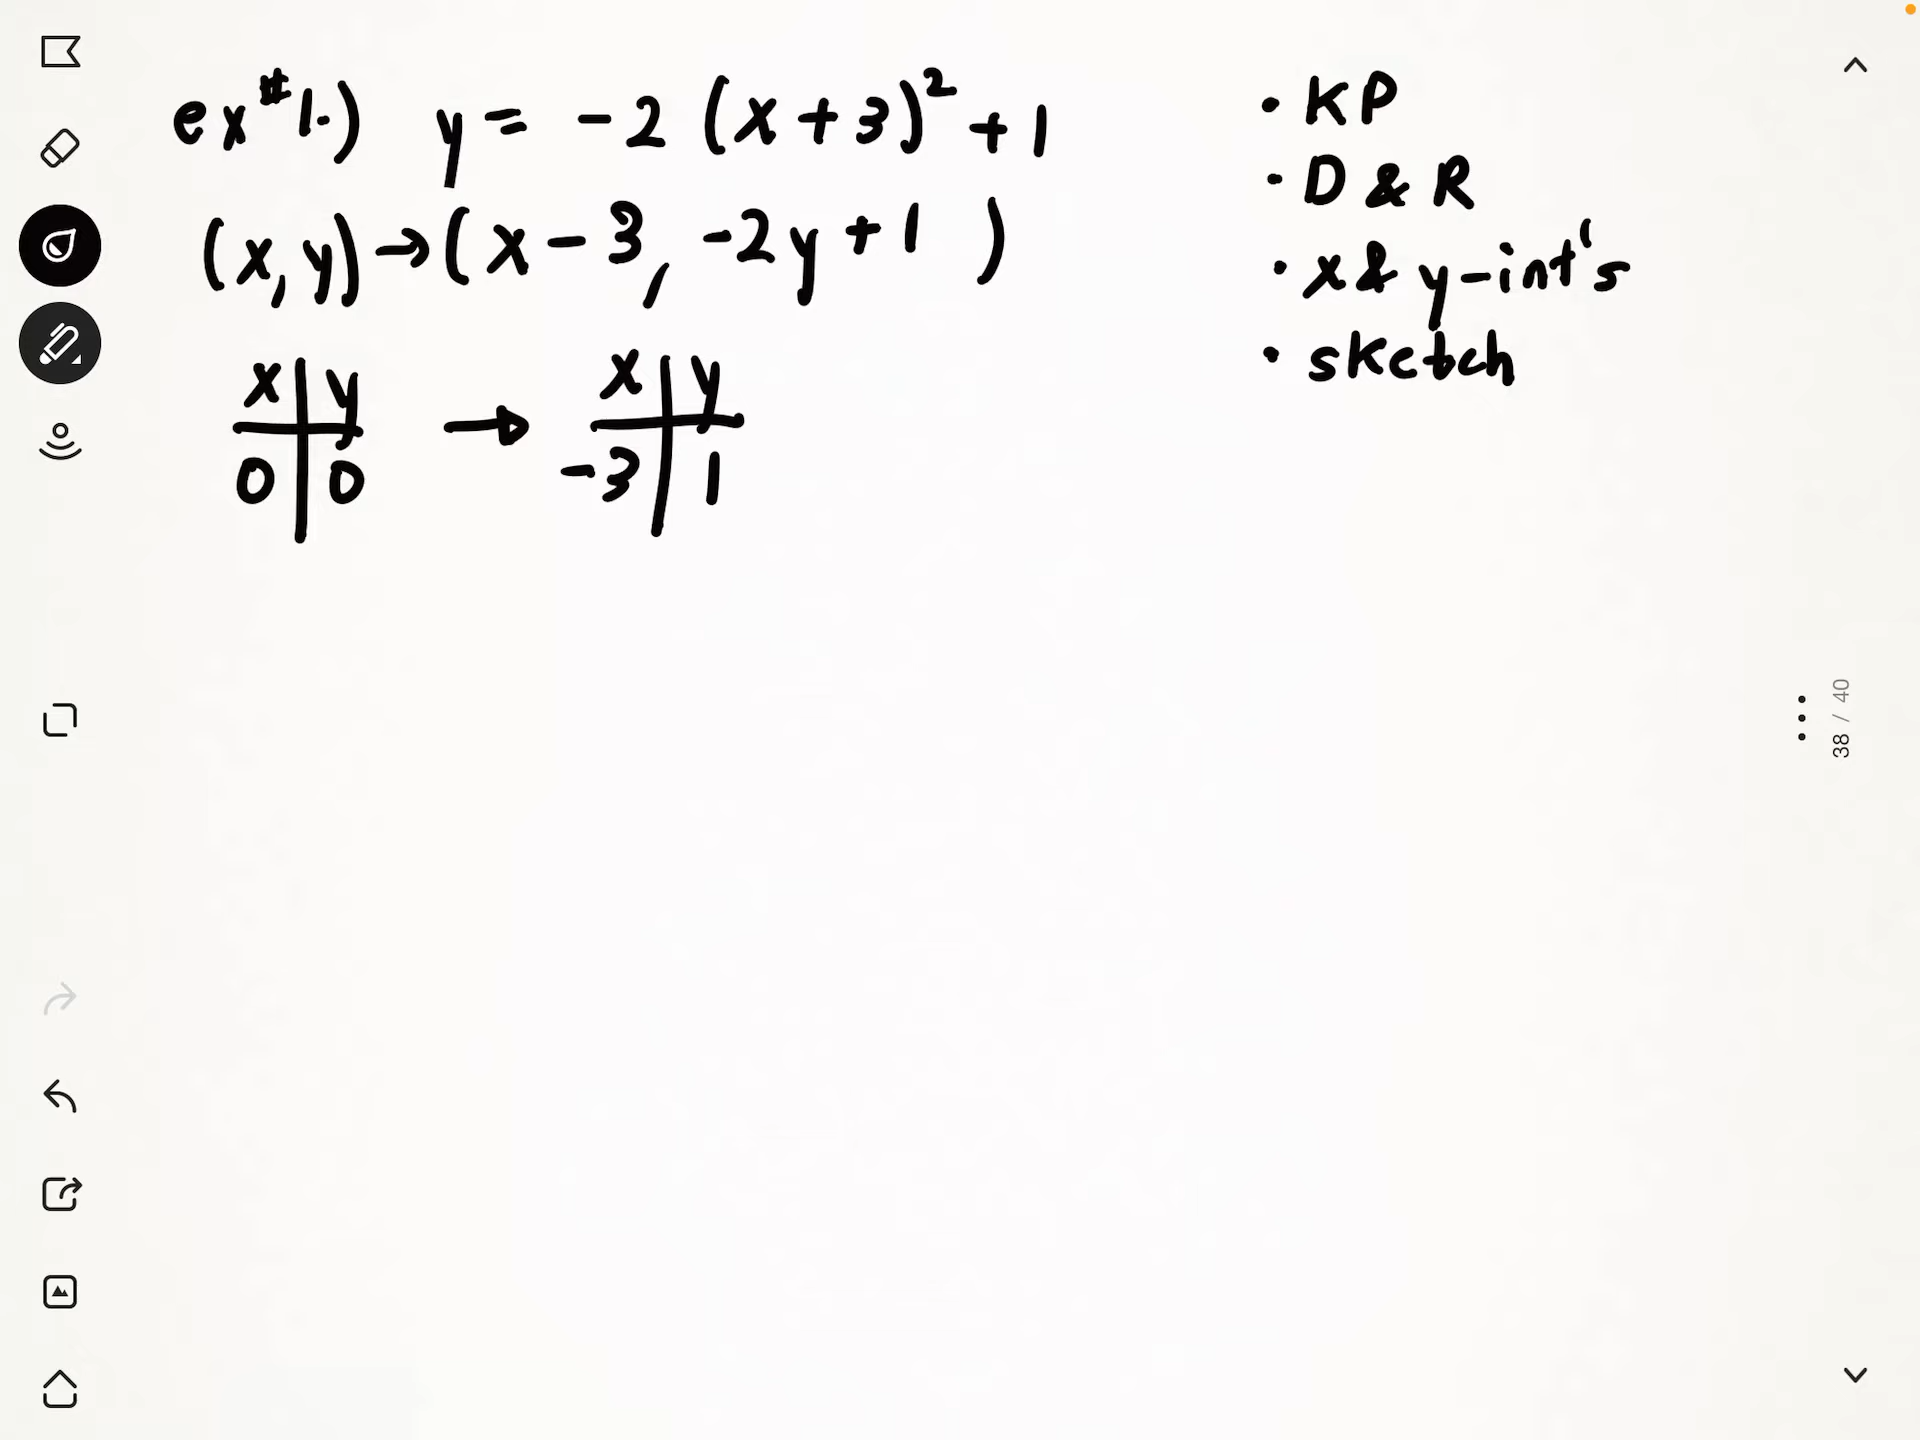 ex#1.) y = -2 (x+3)² + 1
(x, y) → (x - 3, -2y + 1 )
x | y → x | y
0 | 0 -3 | 1
• KP
• D & R
• x & y-int's
• sketch
38 / 40